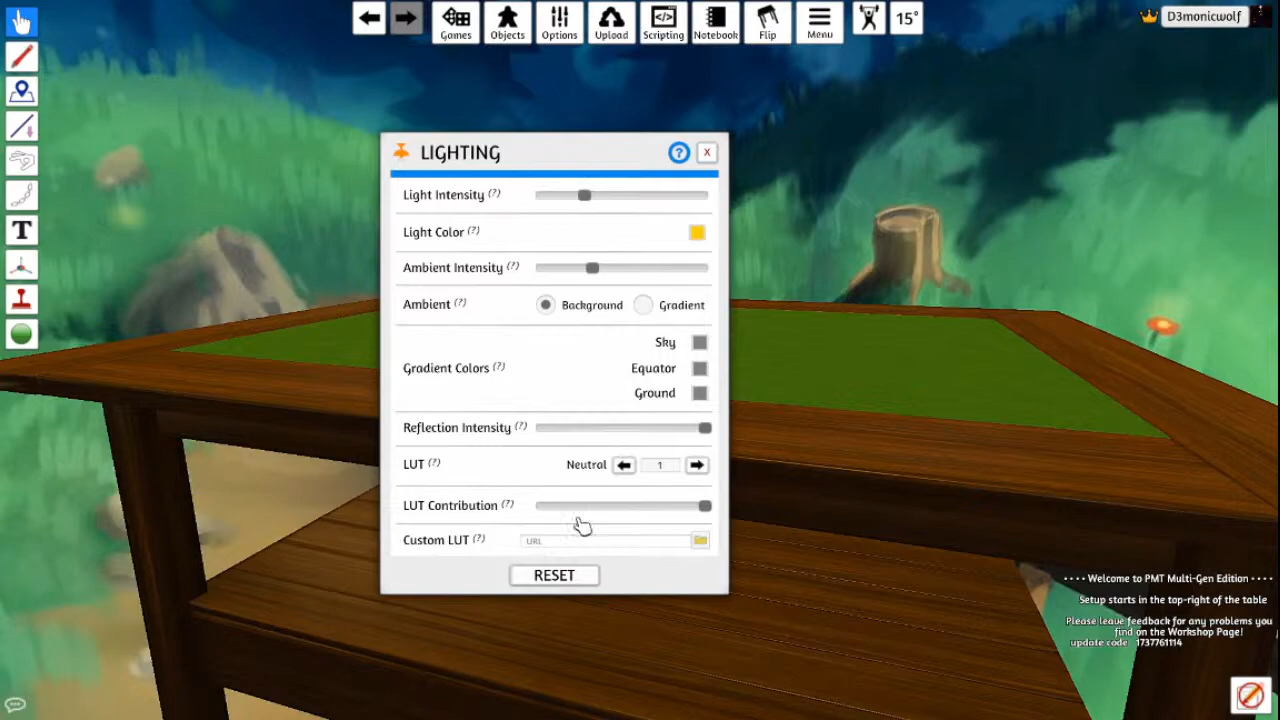 Games Objects Options Upload Scripting Notebook Flip Menu 15°
D3monicwolf
T
LIGHTING ? X
Light Intensity (?)
Light Color (?)
Ambient Intensity (?)
Ambient (?) Background Gradient
Sky
Gradient Colors (?) Equator
Ground
Reflection Intensity (?)
LUT (?) Neutral 1
LUT Contribution (?)
Custom LUT (?) URL
RESET
• • • • Welcome to PMT Multi-Gen Edition • • • •
Setup starts in the top-right of the table
Please leave feedback for any problems you
find on the Workshop Page!
update code 1737761114